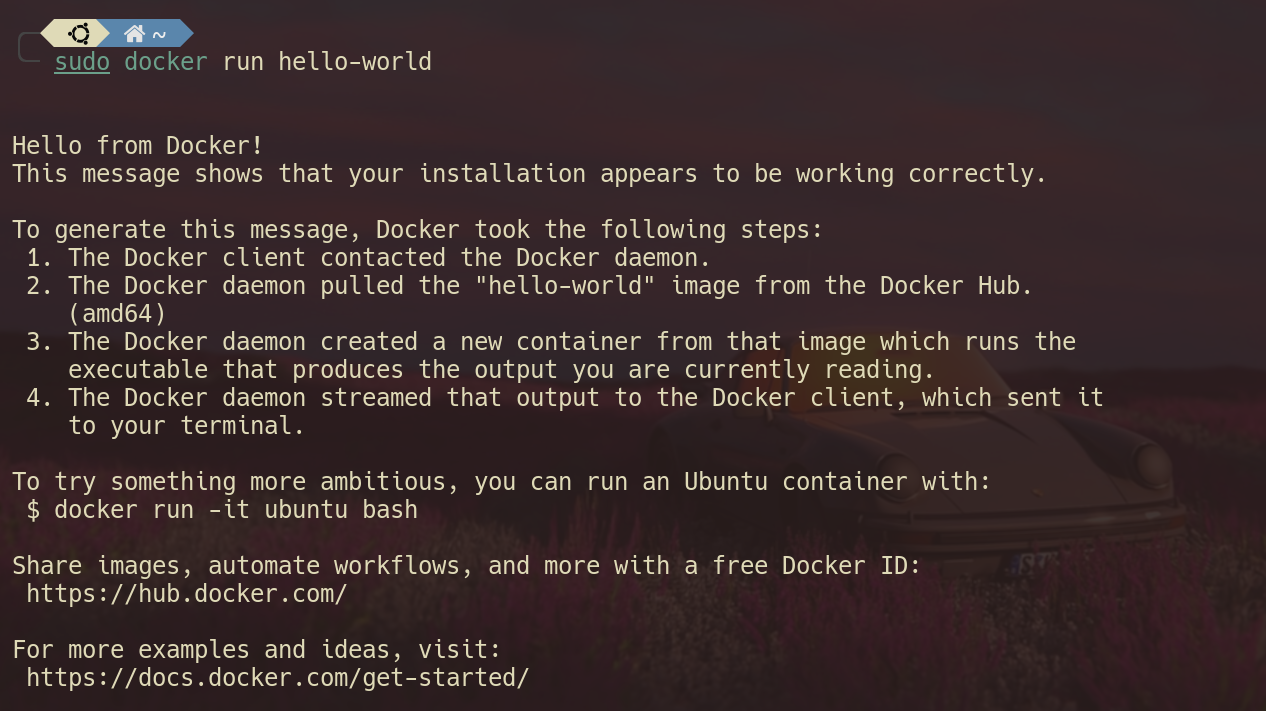 ~
sudo docker run hello-world
Hello from Docker!
This message shows that your installation appears to be working correctly.
To generate this message, Docker took the following steps:
1. The Docker client contacted the Docker daemon.
2. The Docker daemon pulled the "hello-world" image from the Docker Hub.
(amd64)
3. The Docker daemon created a new container from that image which runs the
executable that produces the output you are currently reading.
4. The Docker daemon streamed that output to the Docker client, which sent it
to your terminal.
To try something more ambitious, you can run an Ubuntu container with:
$ docker run -it ubuntu bash
Share images, automate workflows, and more with a free Docker ID:
https://hub.docker.com/
For more examples and ideas, visit:
https://docs.docker.com/get-started/